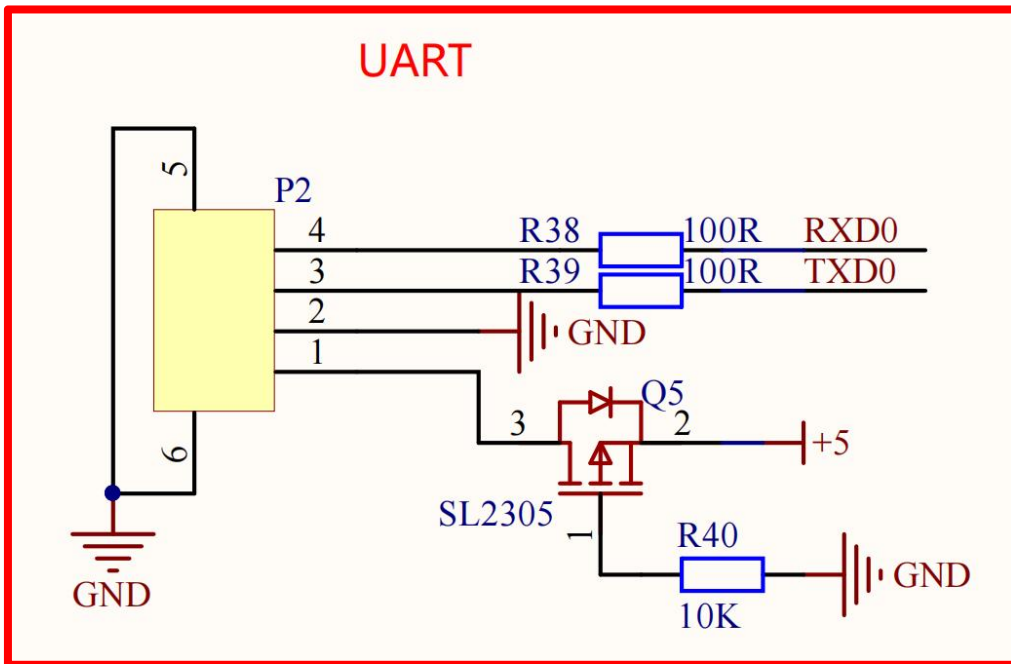 UART
5
P2
4 R38 100R RXD0
3 R39 100R TXD0
2 GND
1
3 Q5 2 +5
6
SL2305 1 R40
GND 10K GND